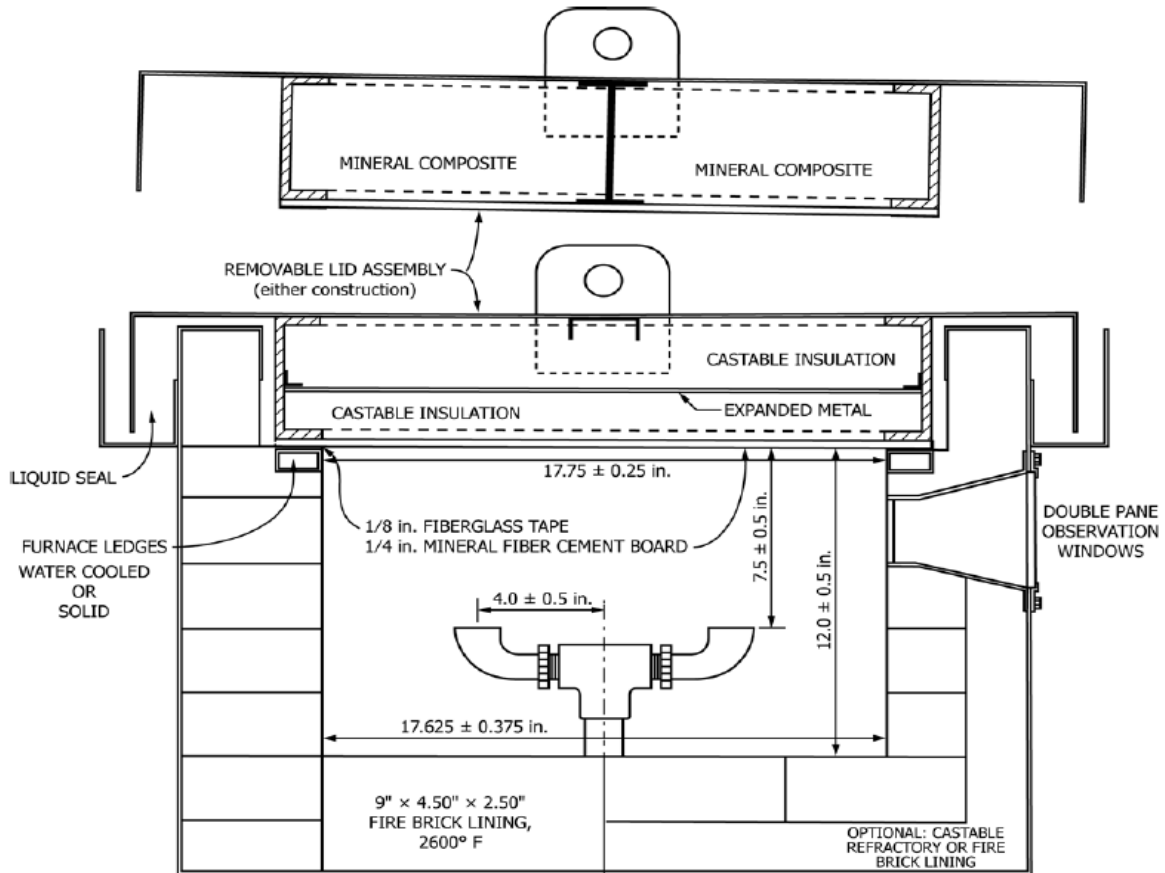 MINERAL COMPOSITE
MINERAL COMPOSITE
REMOVABLE LID ASSEMBLY
(either construction)
CASTABLE INSULATION
CASTABLE INSULATION
EXPANDED METAL
LIQUID SEAL
17.75 ± 0.25 in.
1/8 in. FIBERGLASS TAPE
1/4 in. MINERAL FIBER CEMENT BOARD
FURNACE LEDGES
WATER COOLED
OR
SOLID
DOUBLE PANE
OBSERVATION
WINDOWS
7.5 ± 0.5 in.
12.0 ± 0.5 in.
4.0 ± 0.5 in.
17.625 ± 0.375 in.
9" × 4.50" × 2.50"
FIRE BRICK LINING,
2600° F
OPTIONAL: CASTABLE
REFRACTORY OR FIRE
BRICK LINING